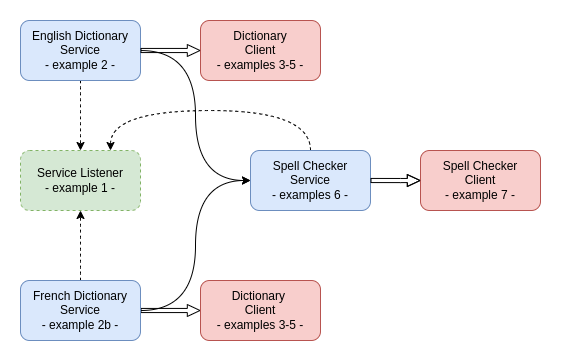 English Dictionary
Service
- example 2 -
Dictionary
Client
- examples 3-5 -
Service Listener
- example 1 -
Spell Checker
Service
- examples 6 -
Spell Checker
Client
- example 7 -
French Dictionary
Service
- example 2b -
Dictionary
Client
- examples 3-5 -